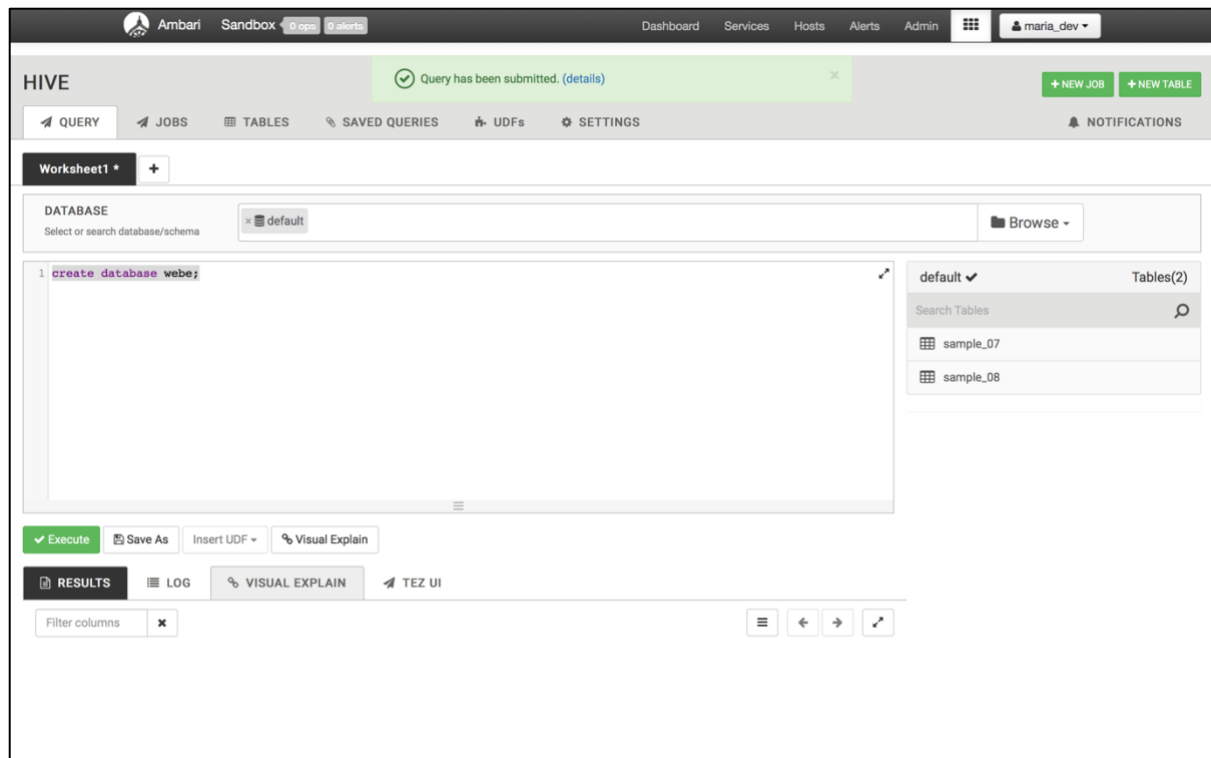 Ambari Sandbox 0 ops 0 alerts Dashboard Services Hosts Alerts Admin maria_dev
HIVE
Query has been submitted. (details) ×
+ NEW JOB + NEW TABLE
QUERY JOBS TABLES SAVED QUERIES UDFs SETTINGS NOTIFICATIONS
Worksheet1 * +
DATABASE
Select or search database/schema
× default
Browse
1 create database webe;
default Tables(2)
Search Tables
sample_07
sample_08
Execute Save As Insert UDF Visual Explain
RESULTS LOG VISUAL EXPLAIN TEZ UI
Filter columns